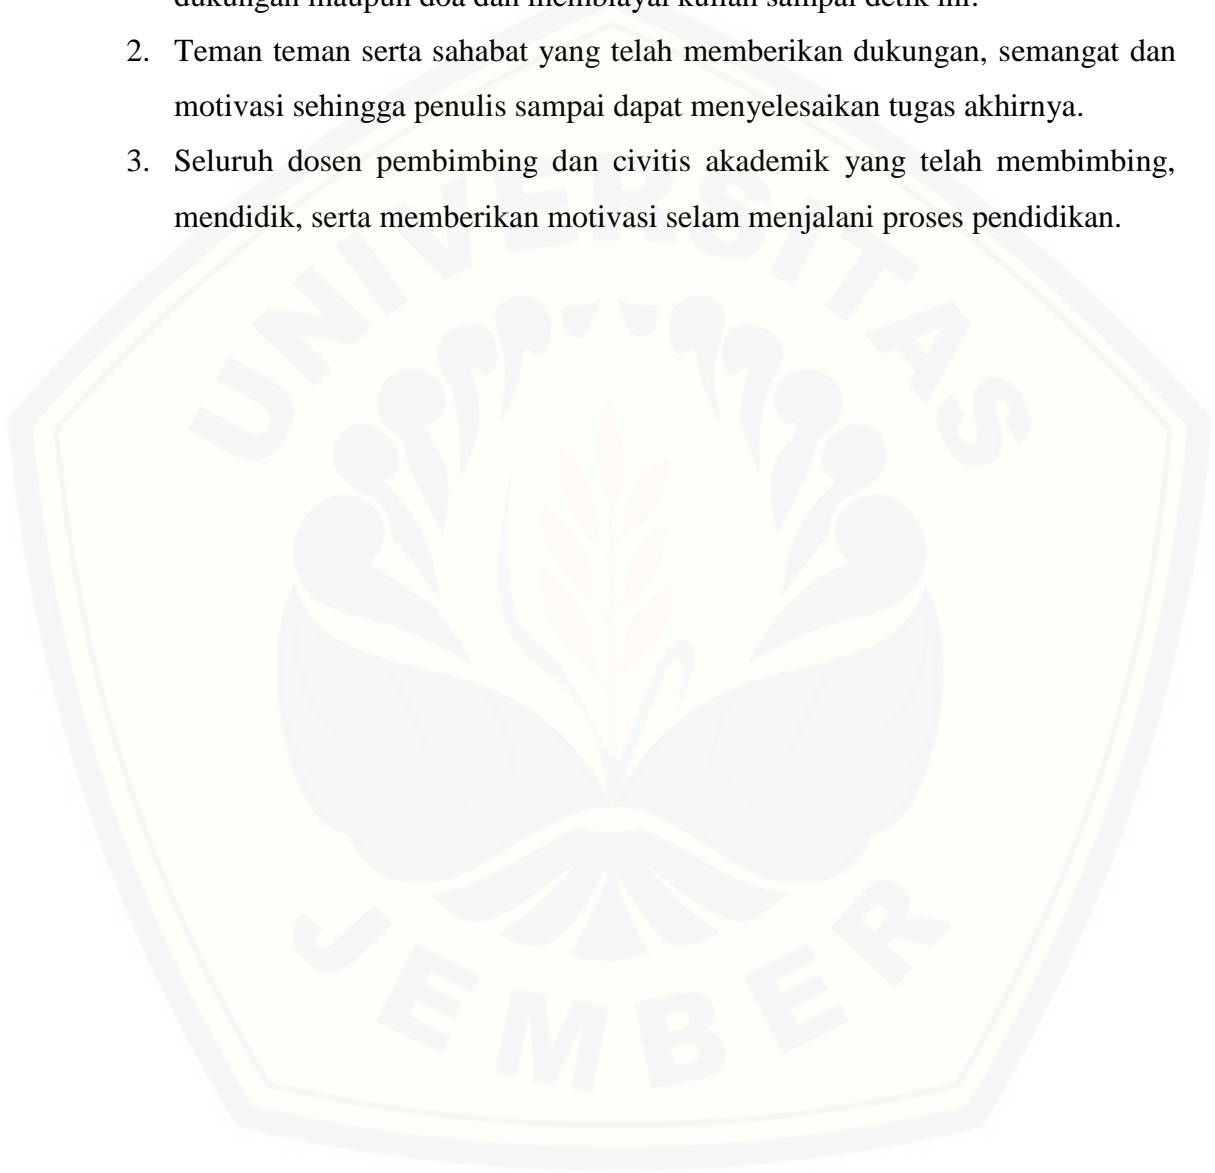 dukungan maupun doa dan membiayai kuliah sampai detik ini.
2. Teman teman serta sahabat yang telah memberikan dukungan, semangat dan
motivasi sehingga penulis sampai dapat menyelesaikan tugas akhirnya.
3. Seluruh dosen pembimbing dan civitis akademik yang telah membimbing,
mendidik, serta memberikan motivasi selam menjalani proses pendidikan.
UNIVERSITAS
JEMBER